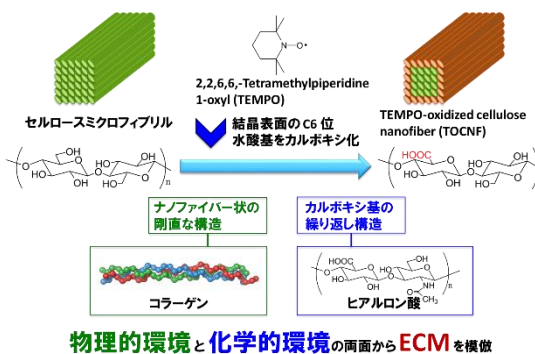 N–O•
2,2,6,6,-Tetramethylpiperidine
1-oxyl (TEMPO)
セルロースミクロフィブリル
結晶表面のC6位
水酸基をカルボキシ化
TEMPO-oxidized cellulose
nanofiber (TOCNF)
ナノファイバー状の
剛直な構造
カルボキシ基の
繰り返し構造
コラーゲン
ヒアルロン酸
物理的環境と化学的環境の両面からECMを模倣